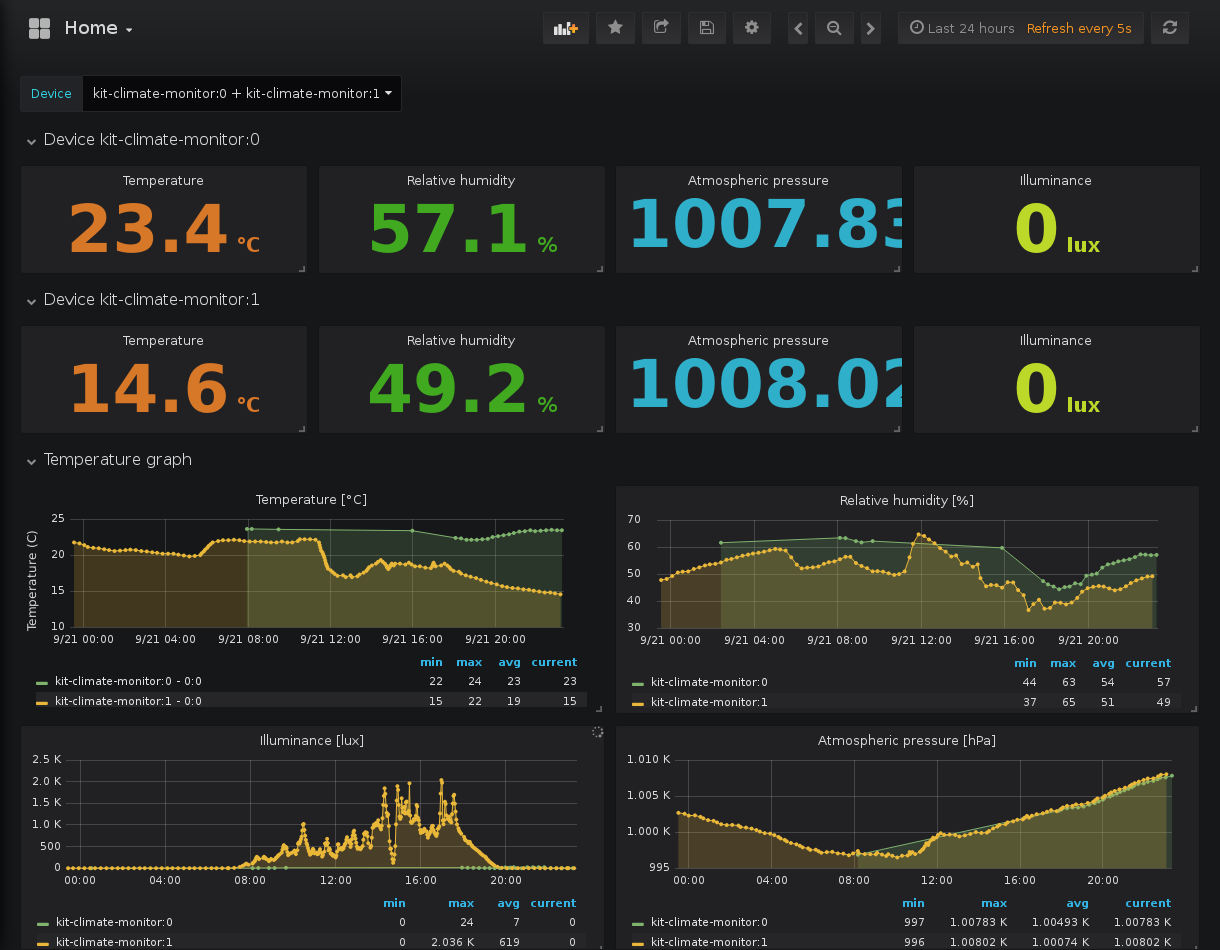 Home
Last 24 hours Refresh every 5s
Device kit-climate-monitor:0 + kit-climate-monitor:1
Device kit-climate-monitor:0
Temperature Relative humidity Atmospheric pressure Illuminance
23.4 °C 57.1 % 1007.83 0 lux
Device kit-climate-monitor:1
Temperature Relative humidity Atmospheric pressure Illuminance
14.6 °C 49.2 % 1008.02 0 lux
Temperature graph
Temperature [°C]
Temperature (C)
25
20
15
10
9/21 00:00 9/21 04:00 9/21 08:00 9/21 12:00 9/21 16:00 9/21 20:00
min max avg current
kit-climate-monitor:0 - 0:0 22 24 23 23
kit-climate-monitor:1 - 0:0 15 22 19 15
Relative humidity [%]
70
60
50
40
30
9/21 00:00 9/21 04:00 9/21 08:00 9/21 12:00 9/21 16:00 9/21 20:00
min max avg current
kit-climate-monitor:0 44 63 54 57
kit-climate-monitor:1 37 65 51 49
Illuminance [lux]
2.5 K
2.0 K
1.5 K
1.0 K
500
0
00:00 04:00 08:00 12:00 16:00 20:00
min max avg current
kit-climate-monitor:0 0 24 7 0
kit-climate-monitor:1 0 2.036 K 619 0
Atmospheric pressure [hPa]
1.010 K
1.005 K
1.000 K
995
00:00 04:00 08:00 12:00 16:00 20:00
min max avg current
kit-climate-monitor:0 997 1.00783 K 1.00493 K 1.00783 K
kit-climate-monitor:1 996 1.00802 K 1.00074 K 1.00802 K